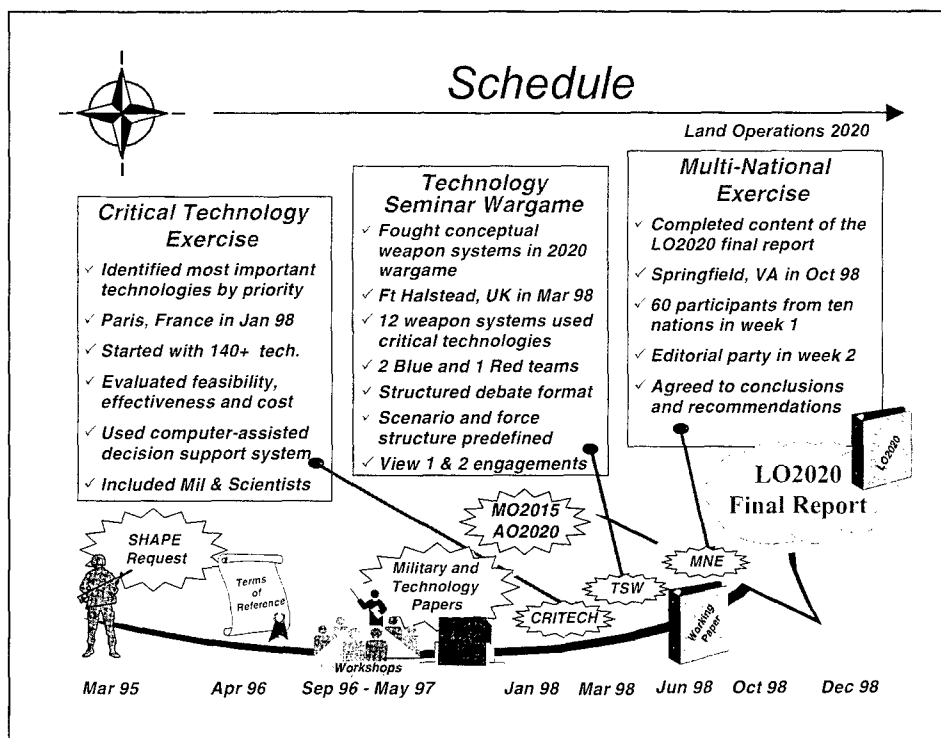 Schedule
Land Operations 2020
Critical Technology
Exercise
✓ Identified most important
technologies by priority
✓ Paris, France in Jan 98
✓ Started with 140+ tech.
✓ Evaluated feasibility,
effectiveness and cost
✓ Used computer-assisted
decision support system
✓ Included Mil & Scientists
Technology
Seminar Wargame
✓ Fought conceptual
weapon systems in 2020
wargame
✓ Ft Halstead, UK in Mar 98
✓ 12 weapon systems used
critical technologies
✓ 2 Blue and 1 Red teams
✓ Structured debate format
✓ Scenario and force
structure predefined
✓ View 1 & 2 engagements
Multi-National
Exercise
✓ Completed content of the
LO2020 final report
✓ Springfield, VA in Oct 98
✓ 60 participants from ten
nations in week 1
✓ Editorial party in week 2
✓ Agreed to conclusions
and recommendations
LO2020
LO2020
Final Report
SHAPE
Request
Terms
of
Reference
Workshops
Military and
Technology
Papers
MO2015
AO2020
CRITECH
TSW
MNE
Working
Paper
Mar 95
Apr 96
Sep 96 - May 97
Jan 98
Mar 98
Jun 98
Oct 98
Dec 98